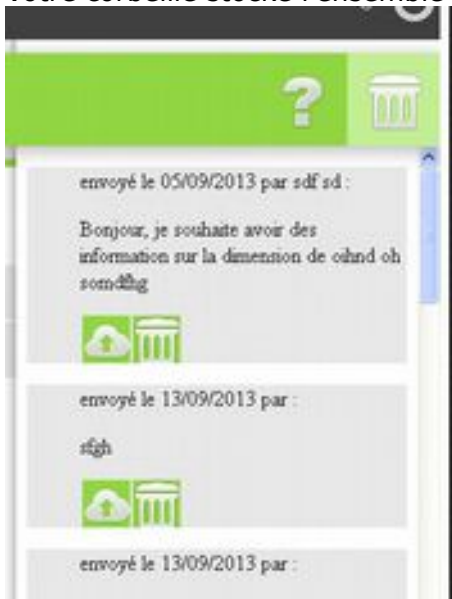 Votre corbeille stocke l'ensemble
?
envoyé le 05/09/2013 par sdf sd :
Bonjour, je souhaite avoir des
information sur la dimension de oihnd oh
somdfhg
envoyé le 13/09/2013 par :
sfgh
envoyé le 13/09/2013 par :